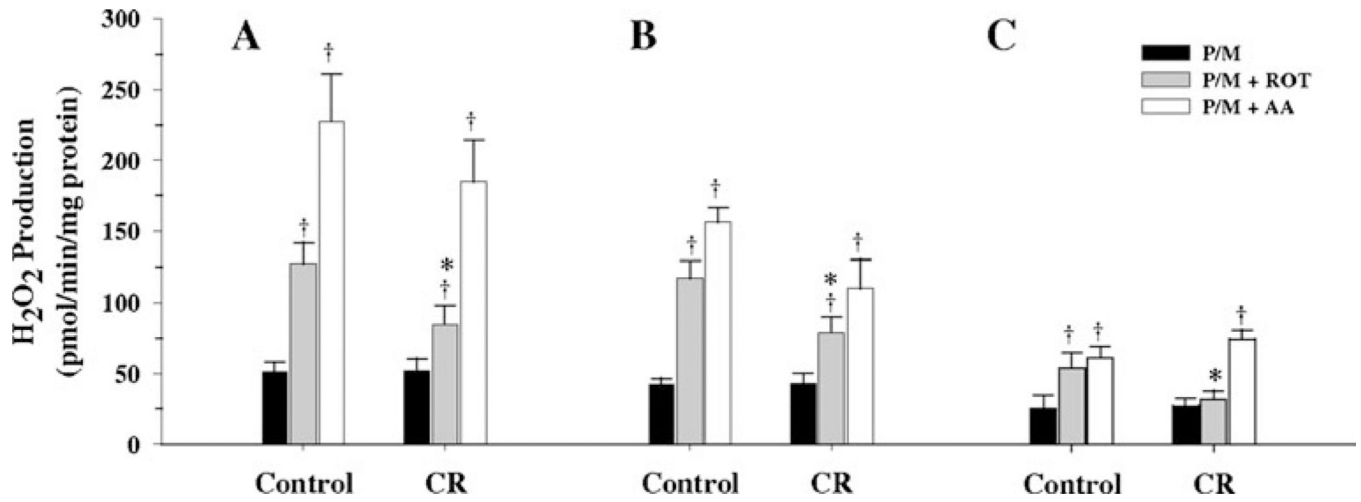 H₂O₂ Production
(pmol/min/mg protein)
300
250
200
150
100
50
0
A
B
C
P/M
P/M + ROT
P/M + AA
†
†
†
*
†
†
†
*
†
†
†
†
*
†
Control
CR
Control
CR
Control
CR